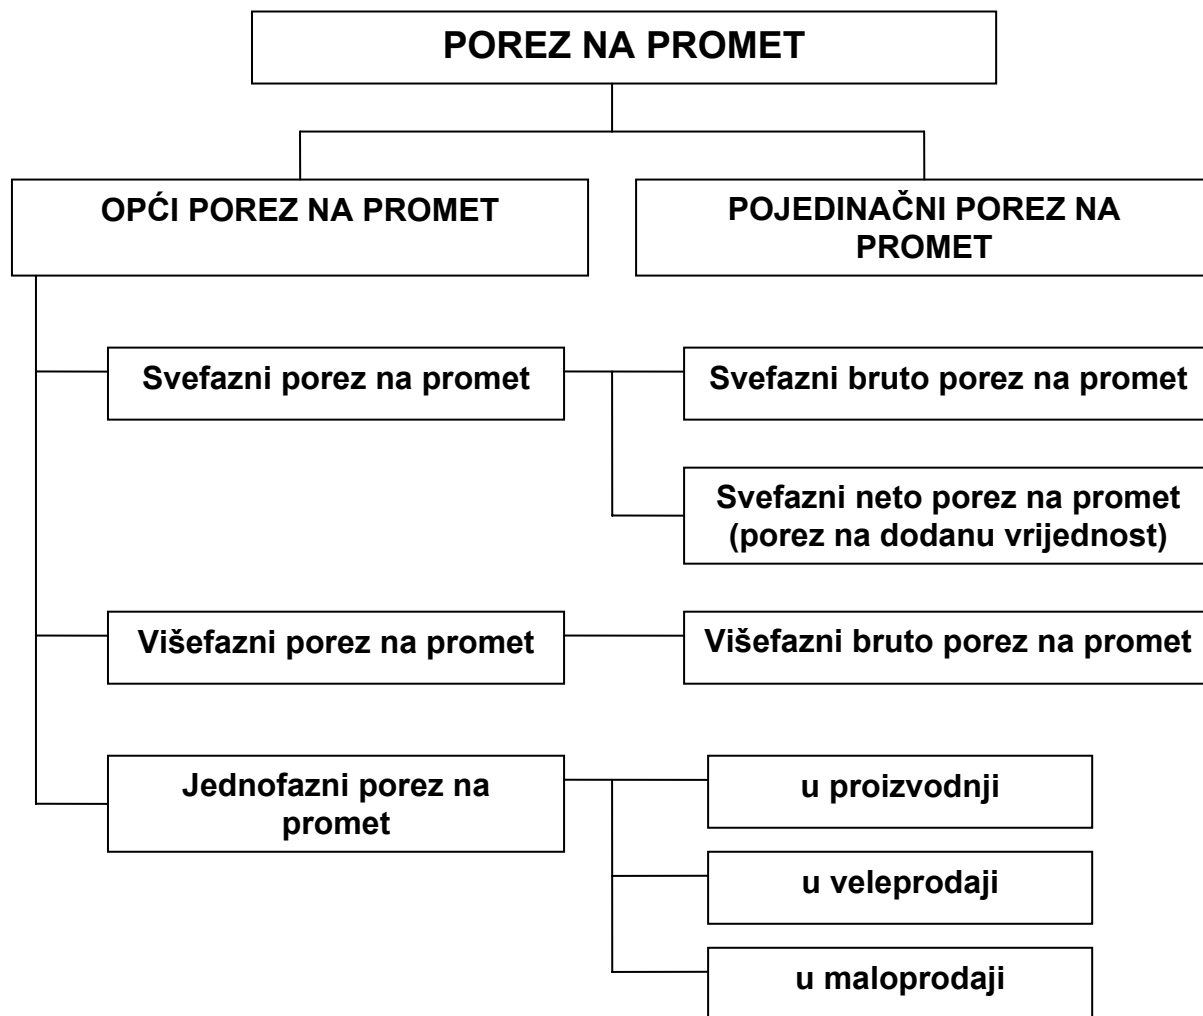 POREZ NA PROMET
OPĆI POREZ NA PROMET
POJEDINAČNI POREZ NA
PROMET
Svefazni porez na promet
Svefazni bruto porez na promet
Svefazni neto porez na promet
(porez na dodanu vrijednost)
Višefazni porez na promet
Višefazni bruto porez na promet
Jednofazni porez na
promet
u proizvodnji
u veleprodaji
u maloprodaji